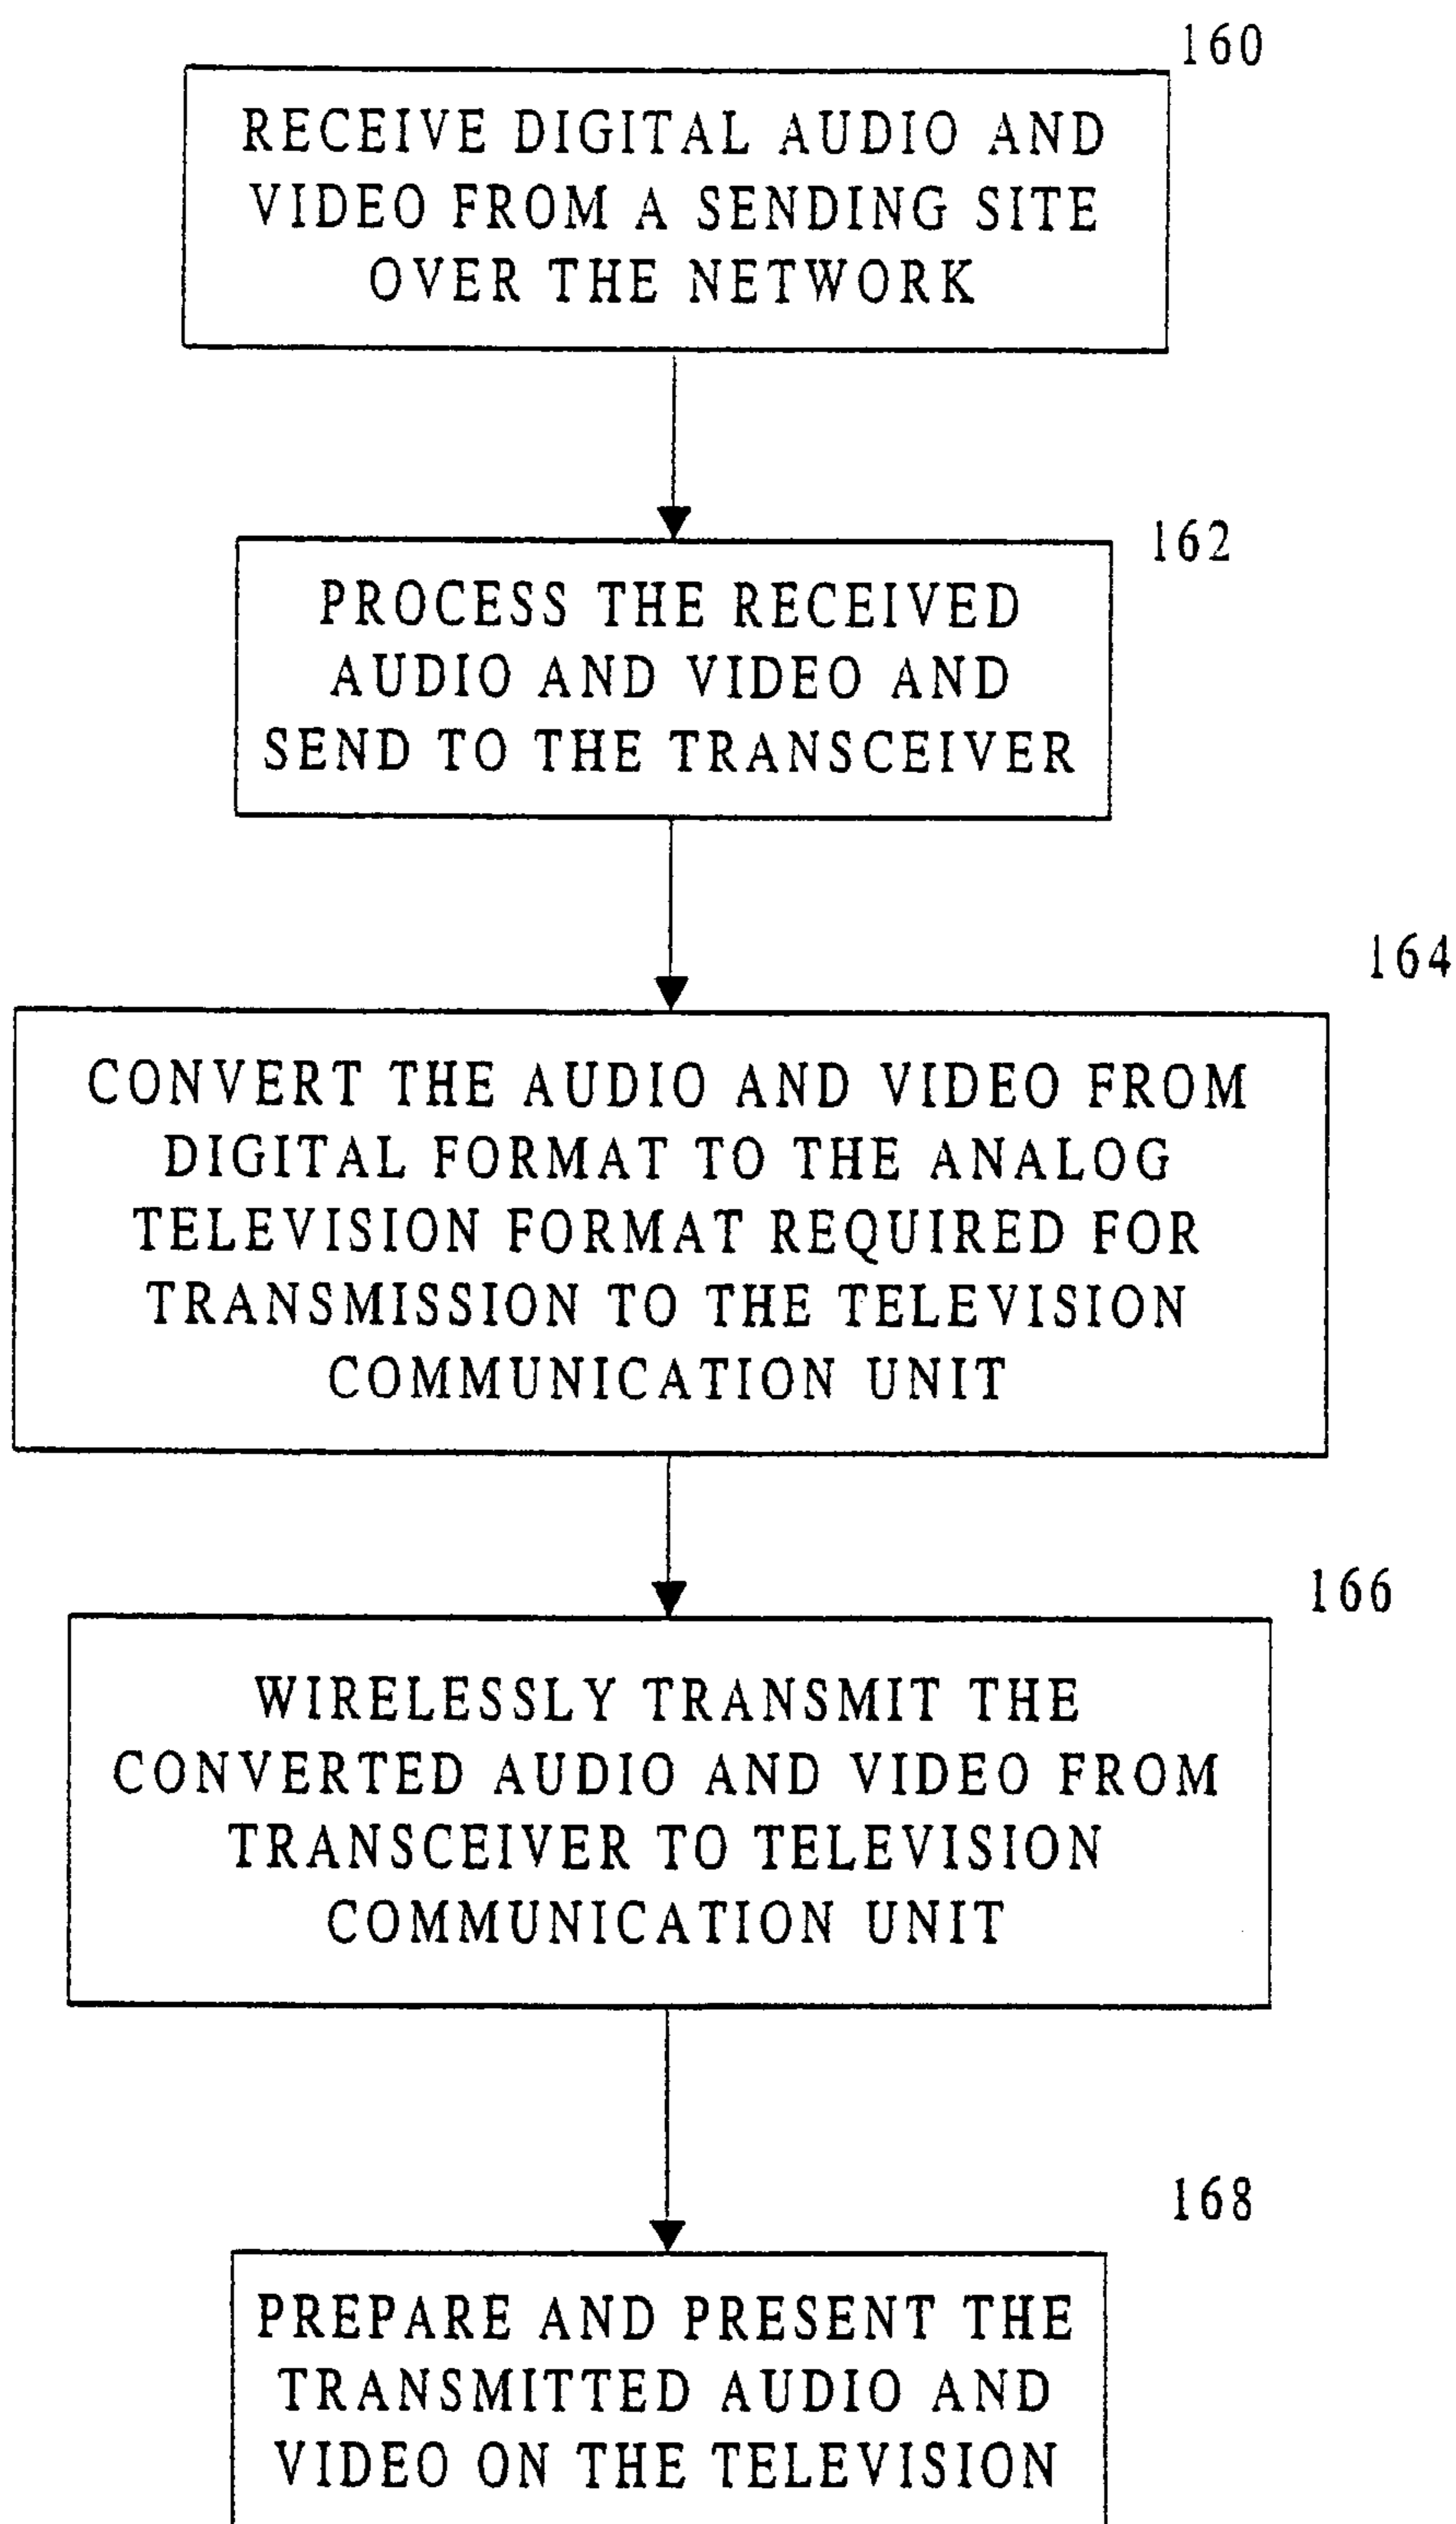 160
RECEIVE DIGITAL AUDIO AND
VIDEO FROM A SENDING SITE
OVER THE NETWORK
162
PROCESS THE RECEIVED
AUDIO AND VIDEO AND
SEND TO THE TRANSCEIVER
164
CONVERT THE AUDIO AND VIDEO FROM
DIGITAL FORMAT TO THE ANALOG
TELEVISION FORMAT REQUIRED FOR
TRANSMISSION TO THE TELEVISION
COMMUNICATION UNIT
166
WIRELESSLY TRANSMIT THE
CONVERTED AUDIO AND VIDEO FROM
TRANSCEIVER TO TELEVISION
COMMUNICATION UNIT
168
PREPARE AND PRESENT THE
TRANSMITTED AUDIO AND
VIDEO ON THE TELEVISION